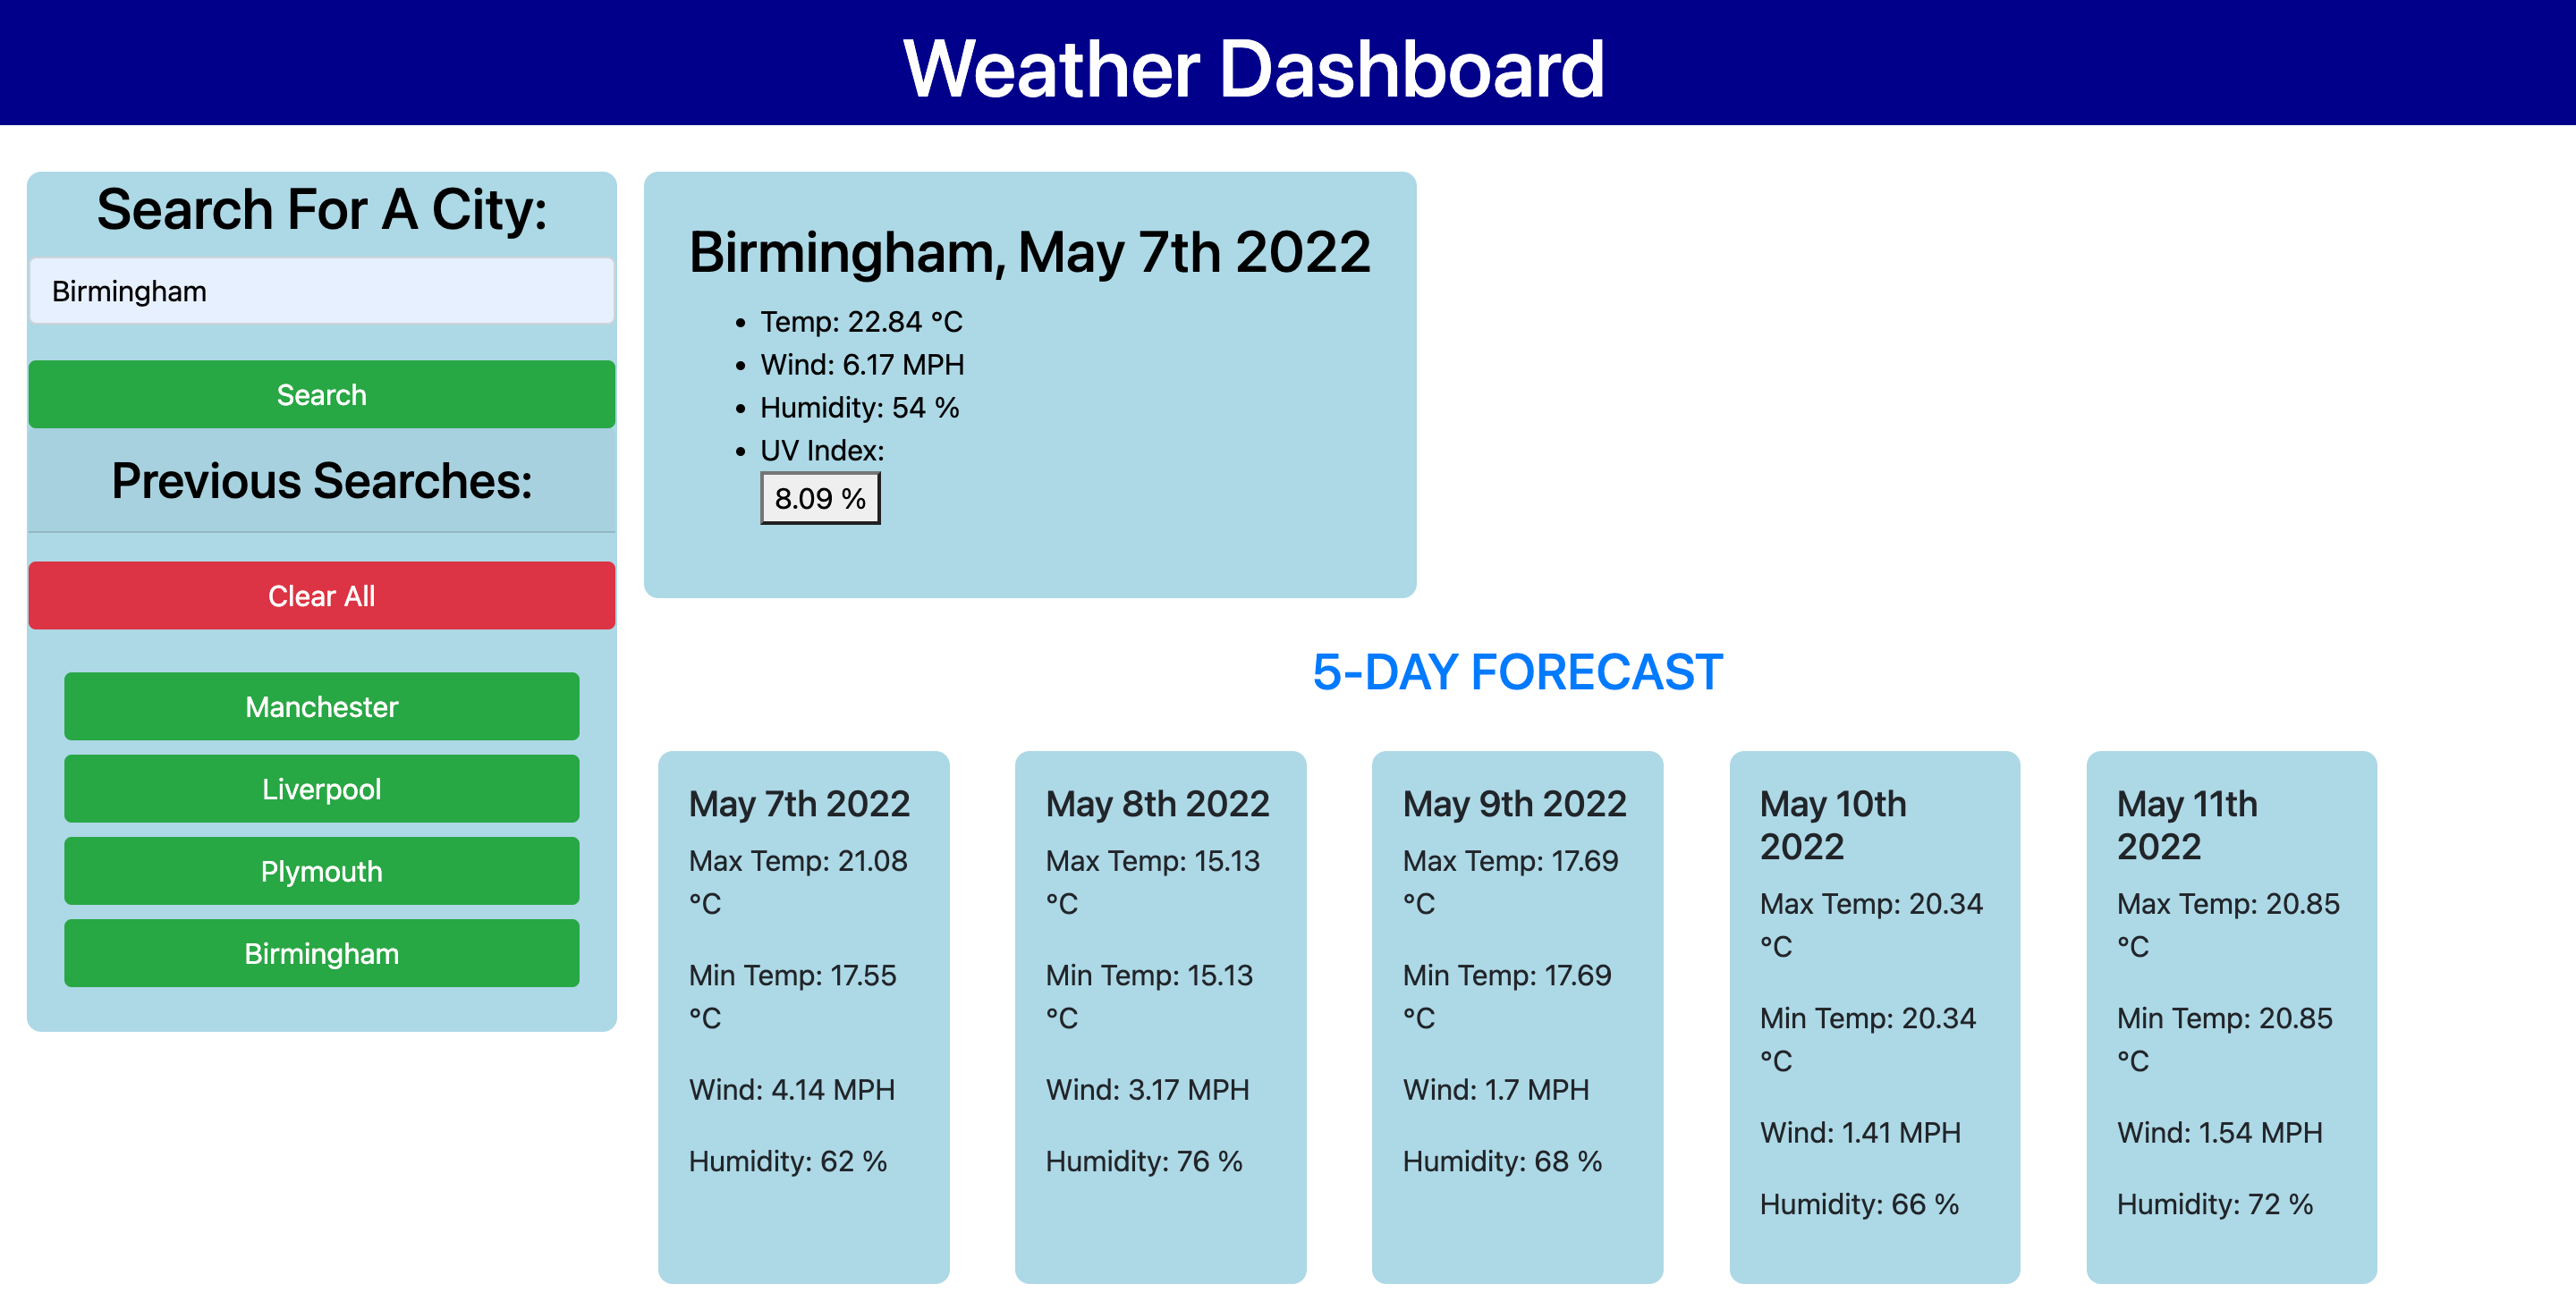 Weather Dashboard
Search For A City:
Birmingham
Search
Previous Searches:
Clear All
Manchester
Liverpool
Plymouth
Birmingham
Birmingham, May 7th 2022
• Temp: 22.84 °C
• Wind: 6.17 MPH
• Humidity: 54 %
• UV Index:
8.09 %
5-DAY FORECAST
May 7th 2022
Max Temp: 21.08
°C
Min Temp: 17.55
°C
Wind: 4.14 MPH
Humidity: 62 %
May 8th 2022
Max Temp: 15.13
°C
Min Temp: 15.13
°C
Wind: 3.17 MPH
Humidity: 76 %
May 9th 2022
Max Temp: 17.69
°C
Min Temp: 17.69
°C
Wind: 1.7 MPH
Humidity: 68 %
May 10th
2022
Max Temp: 20.34
°C
Min Temp: 20.34
°C
Wind: 1.41 MPH
Humidity: 66 %
May 11th
2022
Max Temp: 20.85
°C
Min Temp: 20.85
°C
Wind: 1.54 MPH
Humidity: 72 %